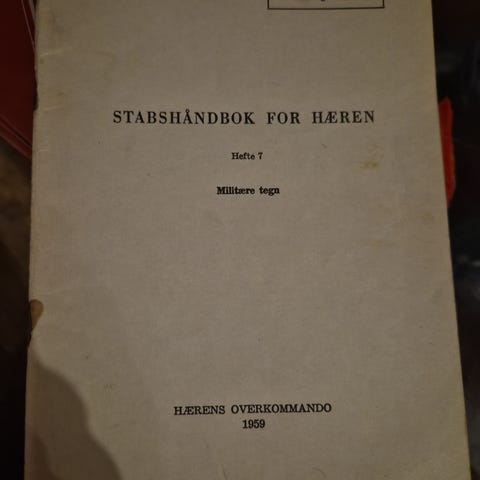 STABSHÅNDBOK FOR HÆREN
Hefte 7
Militære tegn
HÆRENS OVERKOMMANDO
1959